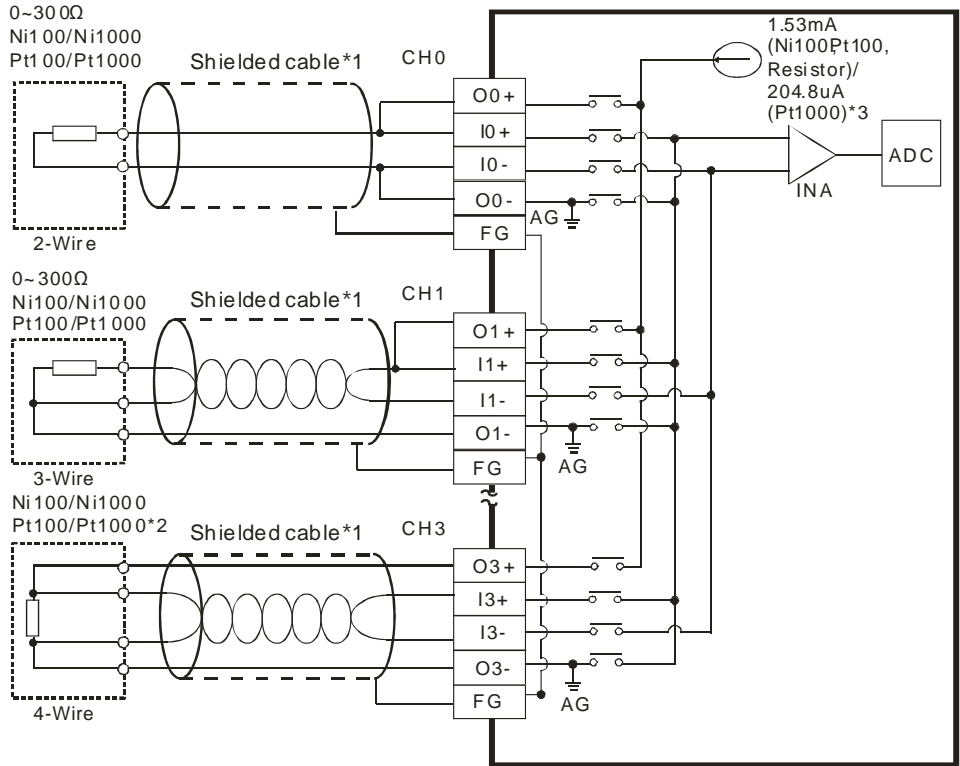 0~300Ω
Ni100/Ni1000
Pt100/Pt1000
Shielded cable*1
CH0
O0+
I0+
I0-
O0-
FG
AG
2-Wire
1.53mA
(Ni100Pt100,
Resistor)/
204.8uA
(Pt1000)*3
INA
ADC
0~300Ω
Ni100/Ni1000
Pt100/Pt1000
Shielded cable*1
CH1
O1+
I1+
I1-
O1-
FG
AG
3-Wire
Ni100/Ni1000
Pt100/Pt1000*2
Shielded cable*1
CH3
O3+
I3+
I3-
O3-
FG
AG
4-Wire